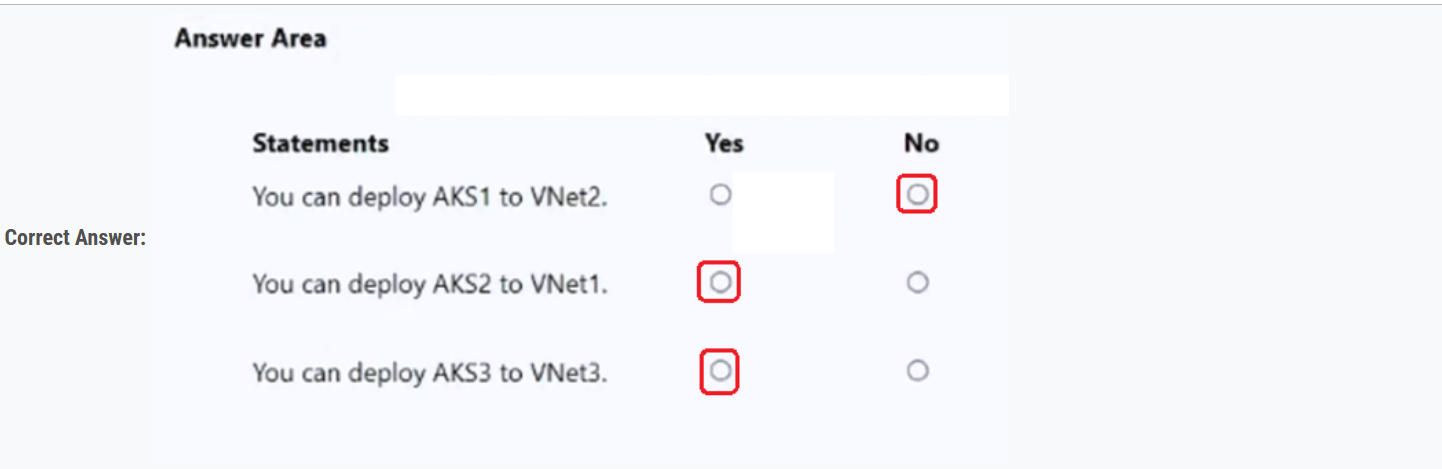 Answer Area
Statements Yes No
You can deploy AKS1 to VNet2.
Correct Answer:
You can deploy AKS2 to VNet1.
You can deploy AKS3 to VNet3.